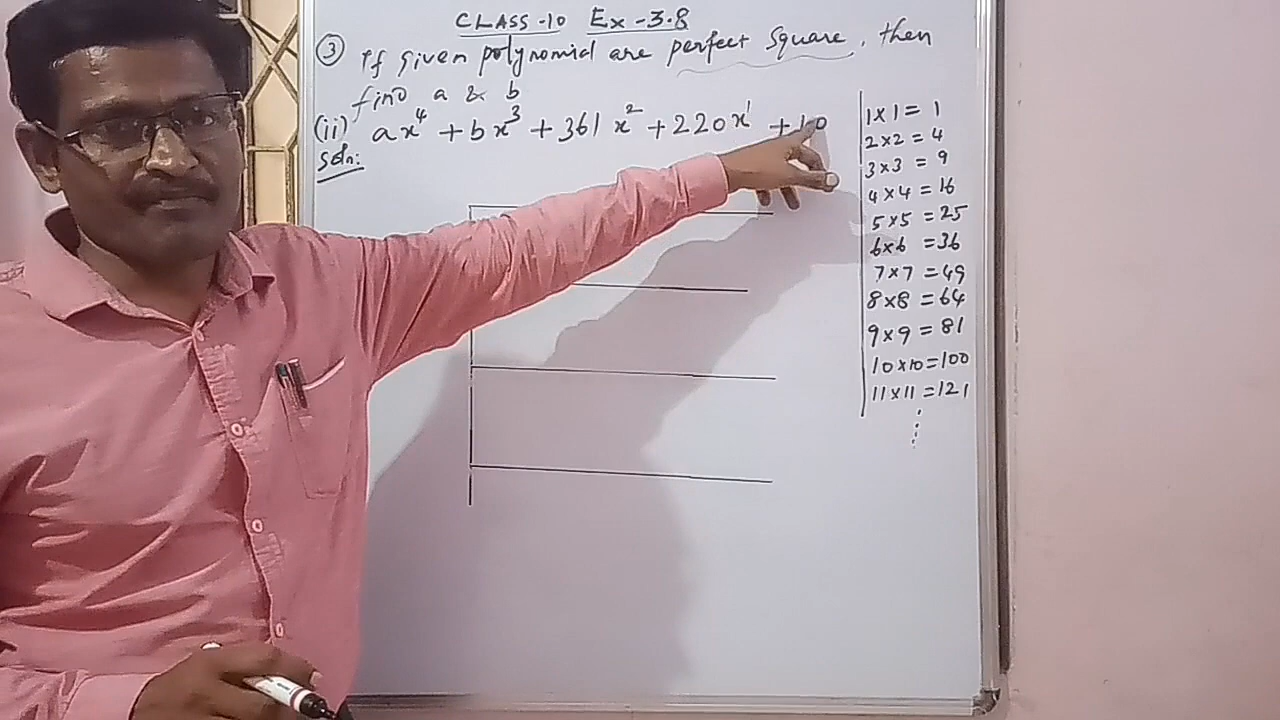 CLASS-10 Ex-3.8
③ If given polynomial are perfect square, then
find a & b
(ii) ax⁴ + bx³ + 361x² + 220x¹ +
Soln:
1×1 = 1
2×2 = 4
3×3 = 9
4×4 = 16
5×5 = 25
6×6 = 36
7×7 = 49
8×8 = 64
9×9 = 81
10×10=100
11×11 =121